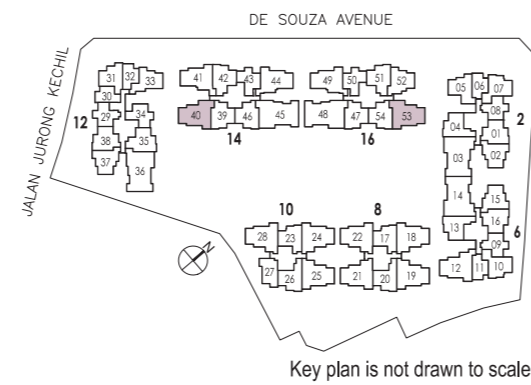 DE SOUZA AVENUE
JALAN JURONG KECHIL
31 32 33 41 42 43 44 49 50 51 52 05 06 07
30 08
12 29 34 40 39 46 45 48 47 54 53 04 01 2
38 35 14 16 03 02
37 36
14 15
10 8 16
28 23 24 22 17 18 13 09 6
27 26 25 21 20 19 12 11 10
N
Key plan is not drawn to scale